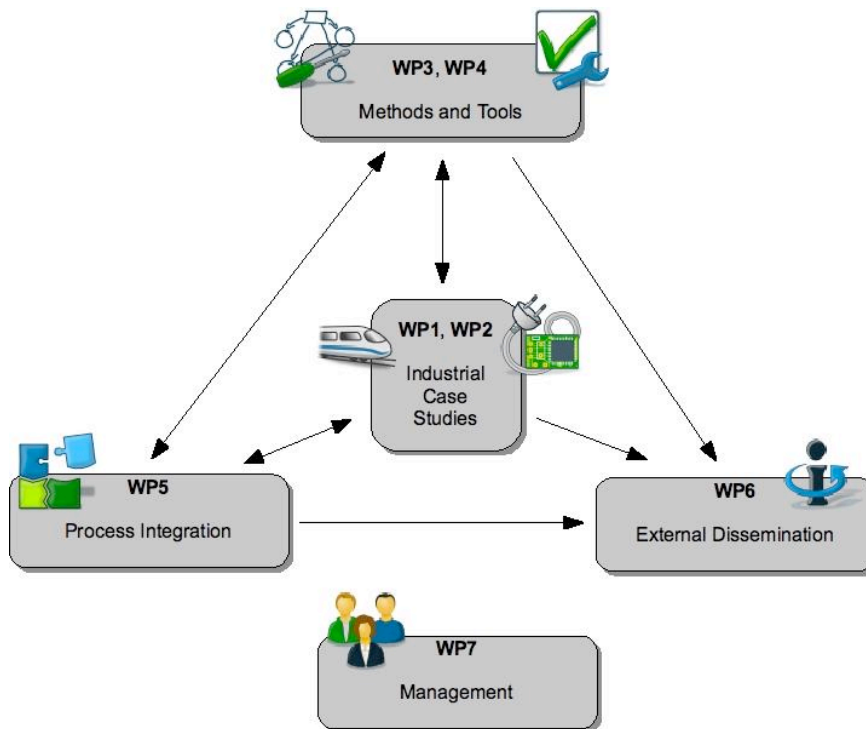 WP3, WP4
Methods and Tools
WP1, WP2
Industrial
Case
Studies
WP5
Process Integration
WP6
External Dissemination
WP7
Management